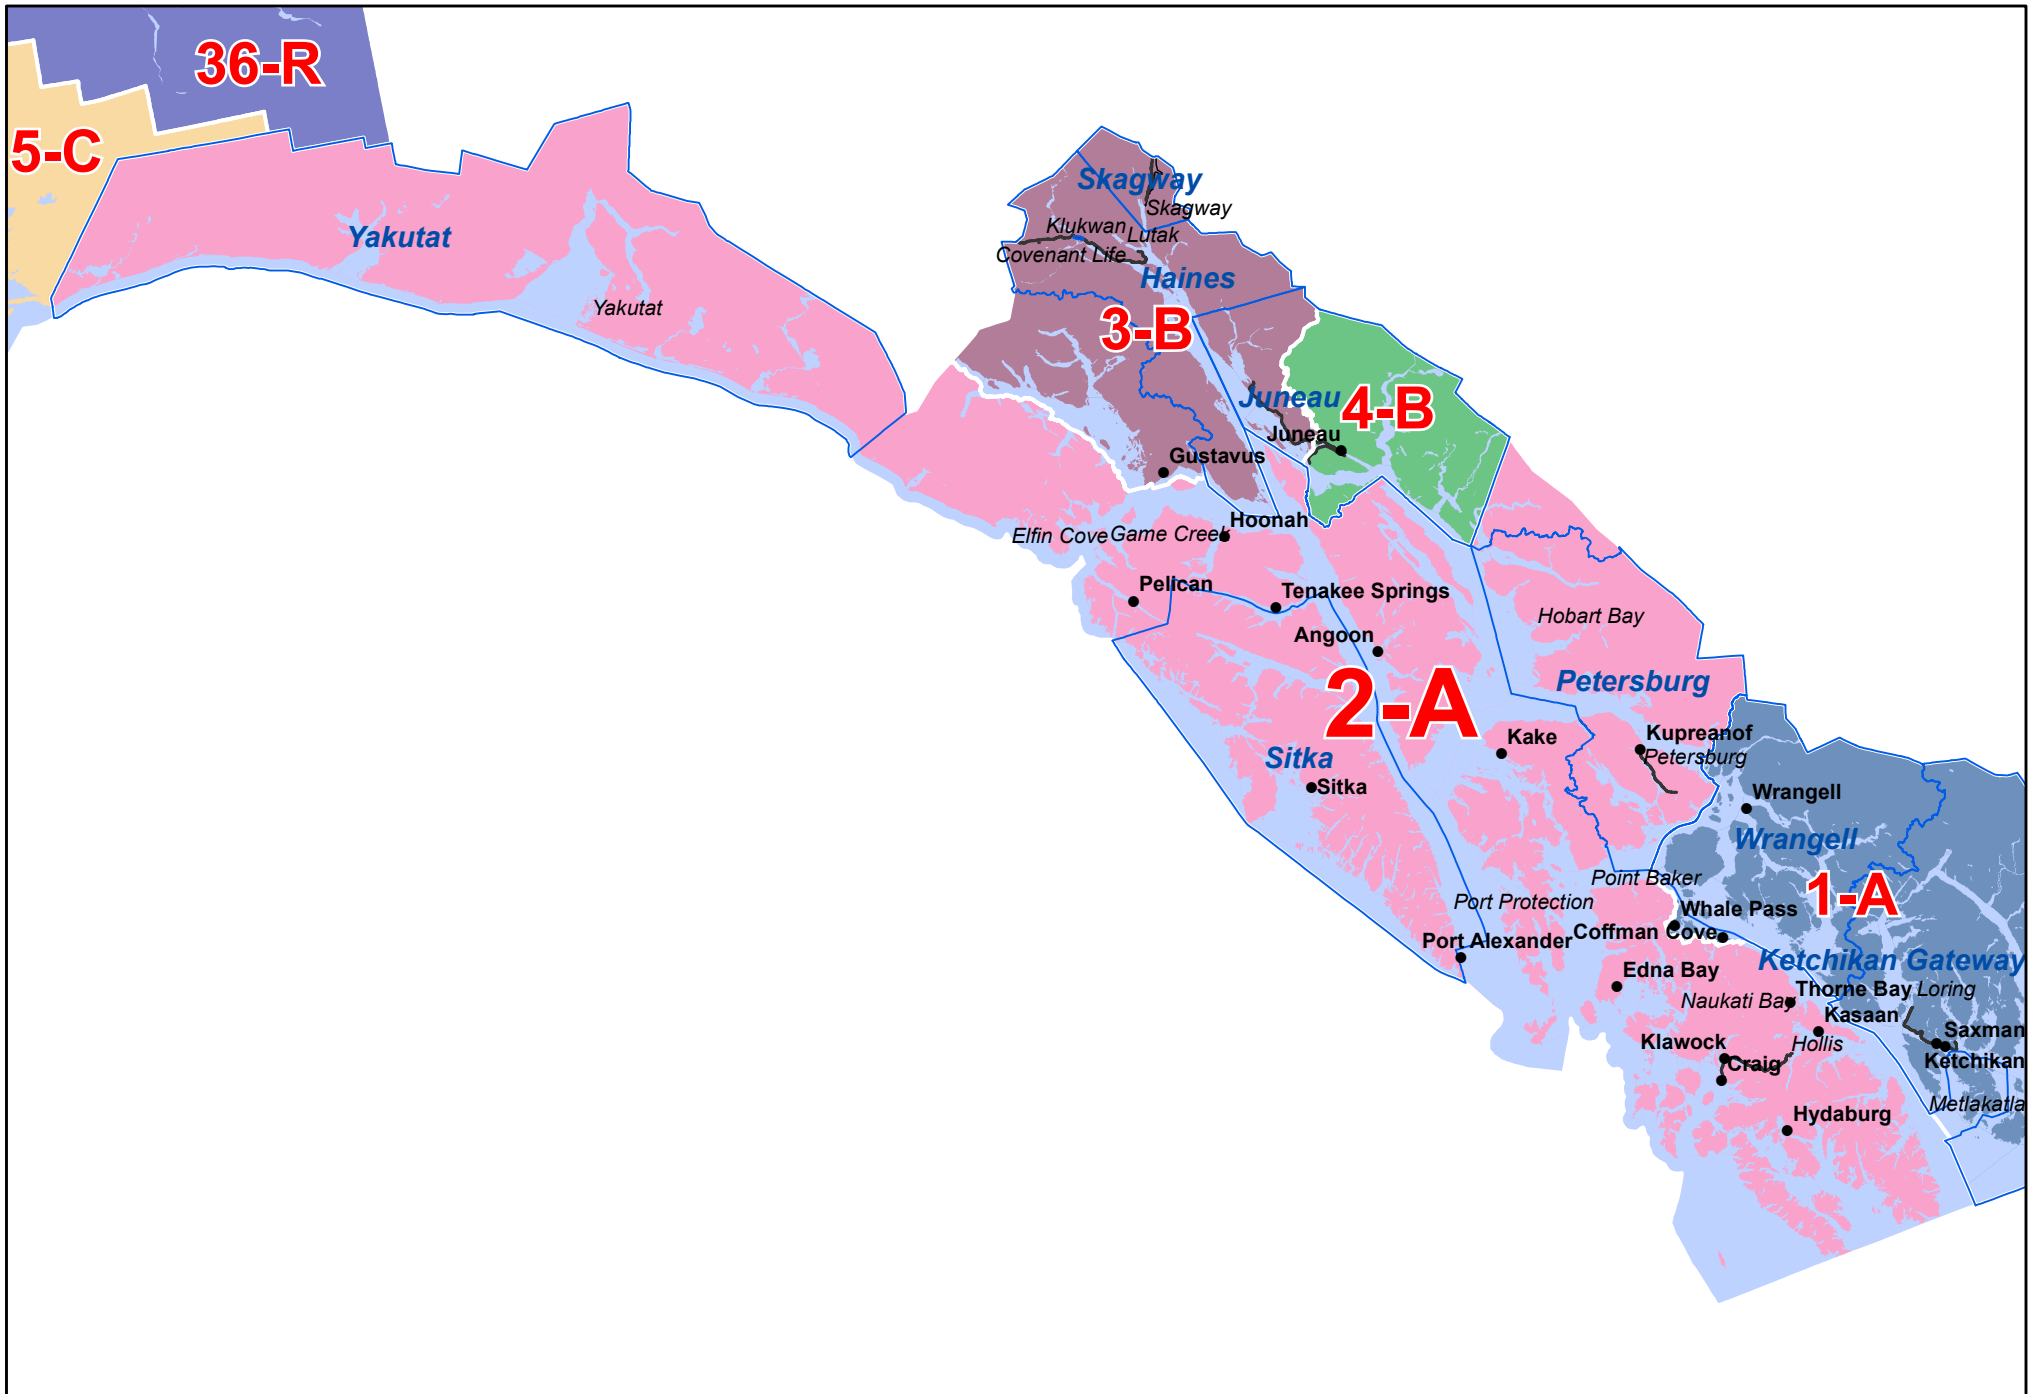 36-R
5-C
Skagway
Skagway
Klukwan
Lutak
Yakutat
Covenant Life
Haines
Yakutat
3-B
Juneau
4-B
Juneau
Gustavus
Hoonah
Elfin Cove
Game Creek
Pelican
Tenakee Springs
Hobart Bay
Angoon
Petersburg
2-A
Kupreanof
Kake
Petersburg
Sitka
Sitka
Wrangell
Wrangell
Point Baker
1-A
Port Protection
Whale Pass
Coffman Cove
Port Alexander
Ketchikan Gateway
Edna Bay
Thorne Bay
Loring
Naukati Bay
Kasaan
Saxman
Klawock
Hollis
Craig
Ketchikan
Metlakatla
Hydaburg